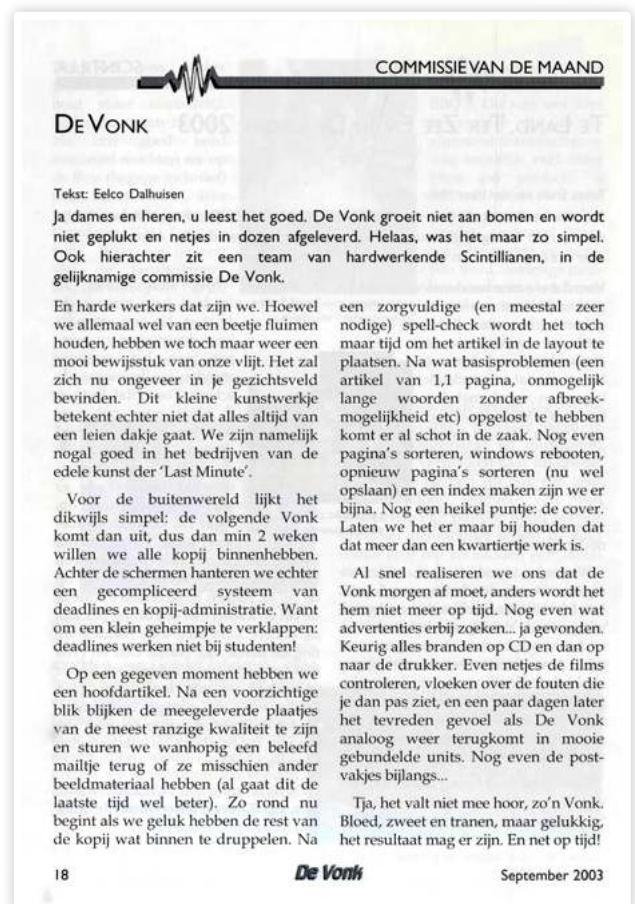 COMMISSIE VAN DE MAAND
DE VONK
Tekst: Eelco Dalhuisen
Ja dames en heren, u leest het goed. De Vonk groeit niet aan bomen en wordt
niet geplukt en netjes in dozen afgeleverd. Helaas, was het maar zo simpel.
Ook hierachter zit een team van hardwerkende Scintillianen, in de
gelijknamige commissie De Vonk.
En harde werkers dat zijn we. Hoewel
we allemaal wel van een beetje fluimen
houden, hebben we toch maar weer een
mooi bewijsstuk van onze vlijt. Het zal
zich nu ongeveer in je gezichtsveld
bevinden. Dit kleine kunstwerkje
betekent echter niet dat alles altijd van
een leien dakje gaat. We zijn namelijk
nogal goed in het bedrijven van de
edele kunst der 'Last Minute'.
Voor de buitenwereld lijkt het
dikwijls simpel: de volgende Vonk
komt dan uit, dus dan min 2 weken
willen we alle kopij binnenhebben.
Achter de schermen hanteren we echter
een gecompliceerd systeem van
deadlines en kopij-administratie. Want
om een klein geheimpje te verklappen:
deadlines werken niet bij studenten!
Op een gegeven moment hebben we
een hoofdartikel. Na een voorzichtige
blik blijken de meegeleverde plaatjes
van de meest ranzige kwaliteit te zijn
en sturen we wanhopig een beleefd
mailtje terug of ze misschien ander
beeldmateriaal hebben (al gaat dit de
laatste tijd wel beter). Zo rond nu
begint als we geluk hebben de rest van
de kopij wat binnen te druppelen. Na
een zorgvuldige (en meestal zeer
nodige) spell-check wordt het toch
maar tijd om het artikel in de layout te
plaatsen. Na wat basisproblemen (een
artikel van 1,1 pagina, onmogelijk
lange woorden zonder afbreek-
mogelijkheid etc) opgelost te hebben
komt er al schot in de zaak. Nog even
pagina's sorteren, windows rebooten,
opnieuw pagina's sorteren (nu wel
opslaan) en een index maken zijn we er
bijna. Nog een heikel puntje: de cover.
Laten we het er maar bij houden dat
dat meer dan een kwartiertje werk is.
Al snel realiseren we ons dat de
Vonk morgen af moet, anders wordt het
hem niet meer op tijd. Nog even wat
advertenties erbij zoeken... ja gevonden.
Keurig alles branden op CD en dan op
naar de drukker. Even netjes de films
controleren, vloeken over de fouten die
je dan pas ziet, en een paar dagen later
het tevreden gevoel als De Vonk
analoog weer terugkomt in mooie
gebundelde units. Nog even de post-
vakjes bijlangs...
Tja, het valt niet mee hoor, zo'n Vonk.
Bloed, zweet en tranen, maar gelukkig,
het resultaat mag er zijn. En net op tijd!
18
De Vonk
September 2003